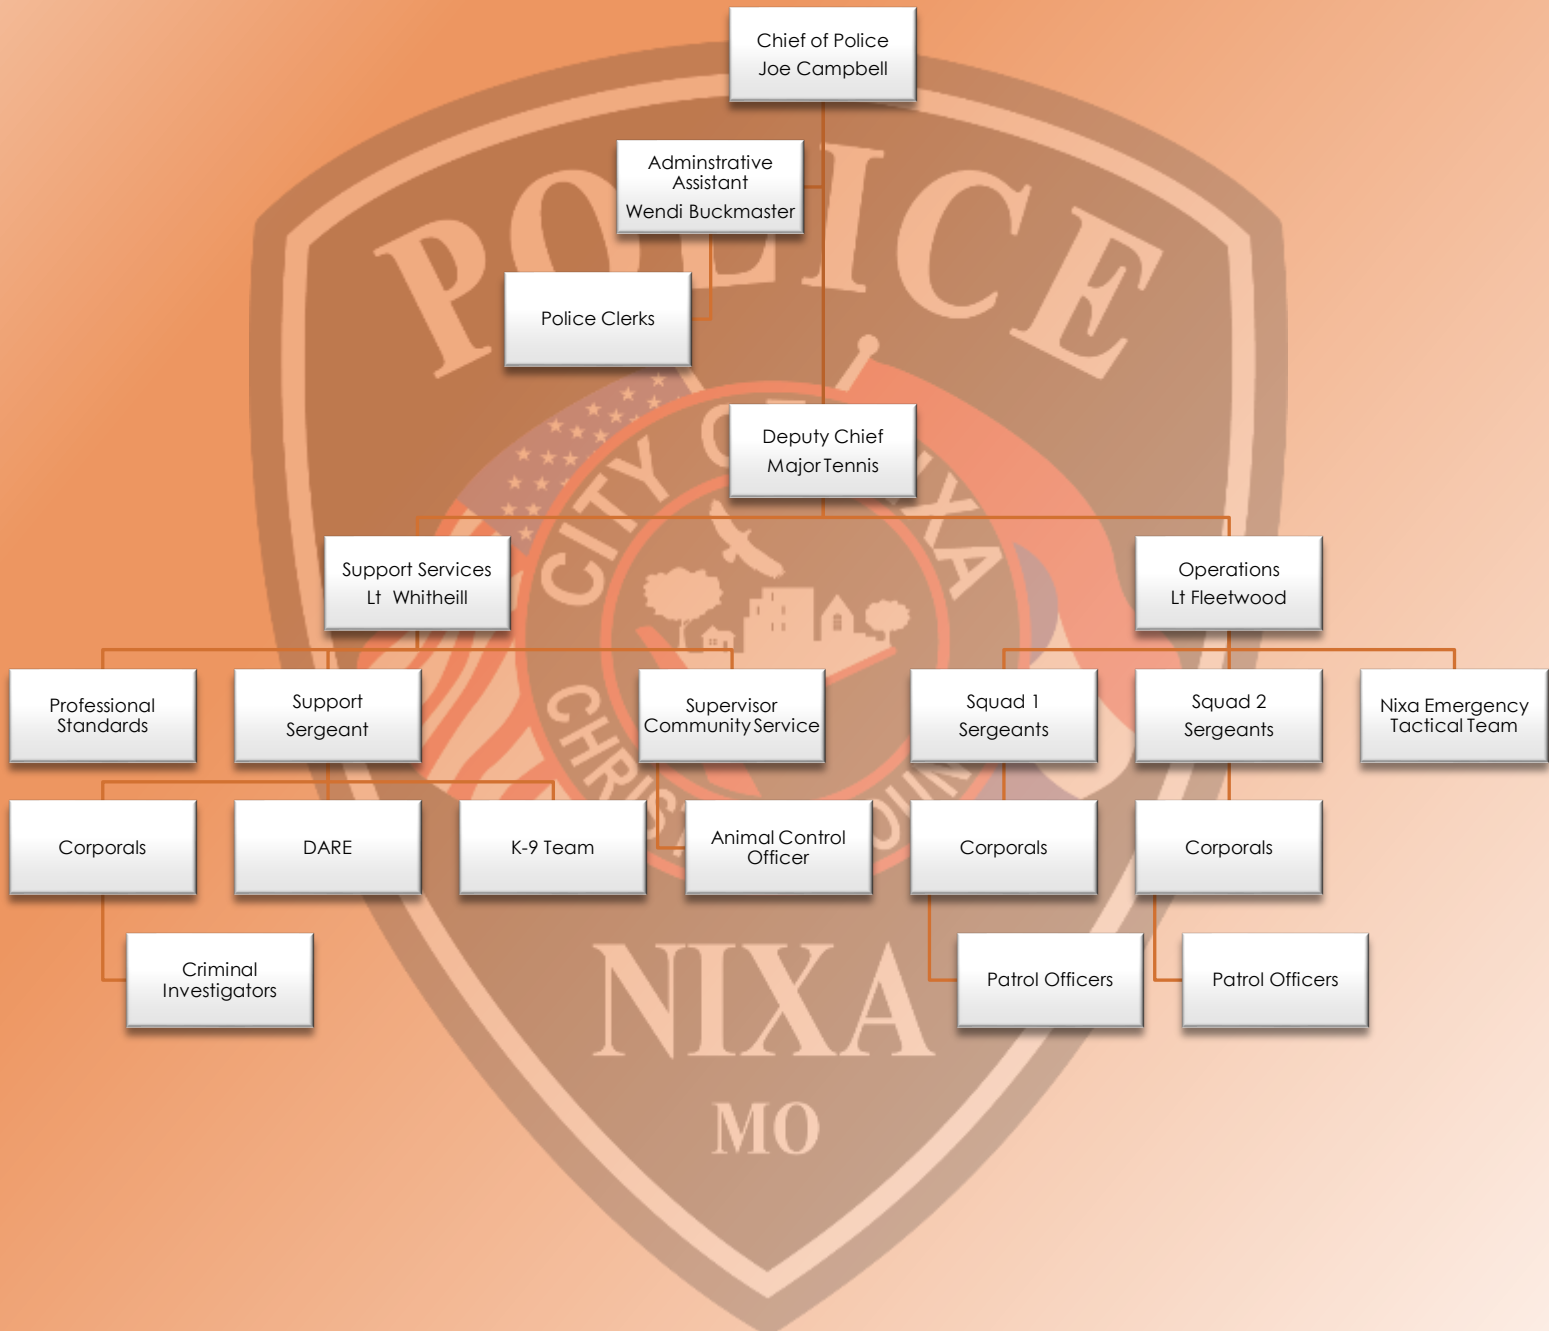 Chief of Police
Joe Campbell
Adminstrative
Assistant
Wendi Buckmaster
Police Clerks
Deputy Chief
Major Tennis
Support Services
Lt Whitheill
Operations
Lt Fleetwood
Professional
Standards
Support
Sergeant
Supervisor
Community Service
Squad 1
Sergeants
Squad 2
Sergeants
Nixa Emergency
Tactical Team
Corporals
DARE
K-9 Team
Animal Control
Officer
Corporals
Corporals
Criminal
Investigators
Patrol Officers
Patrol Officers
POLICE
CITY
NIXA
MO